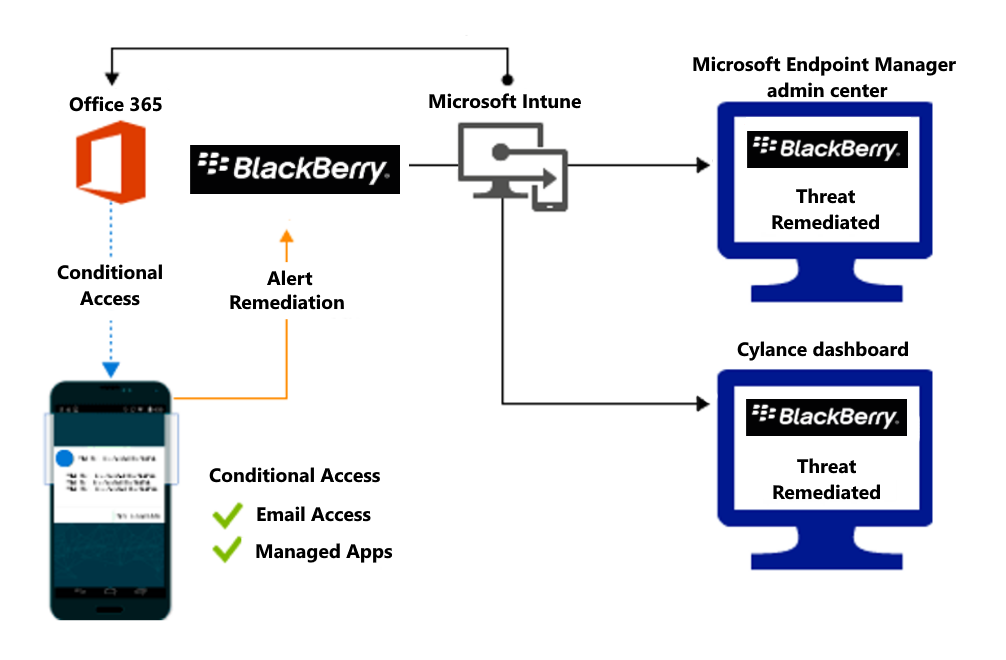 Microsoft Endpoint Manager
admin center
Office 365
Microsoft Intune
BlackBerry®
BlackBerry®
Threat
Remediated
Conditional
Access
Alert
Remediation
Cylance dashboard
BlackBerry®
Threat
Remediated
Conditional Access
Email Access
Managed Apps